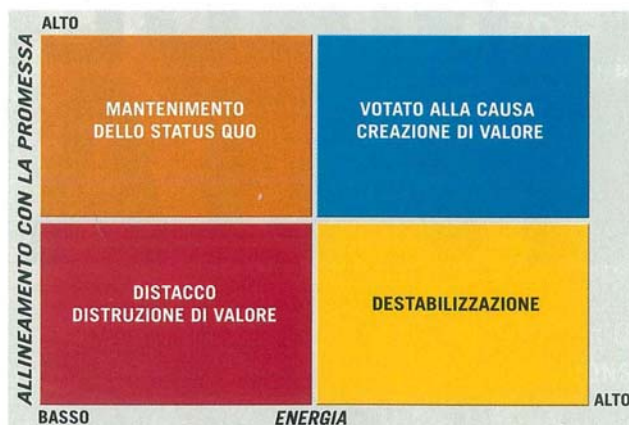 ALTO
ALLINEAMENTO CON LA PROMESSA
MANTENIMENTO
DELLO STATUS QUO
VOTATO ALLA CAUSA
CREAZIONE DI VALORE
DISTACCO
DISTRUZIONE DI VALORE
DESTABILIZZAZIONE
BASSO
ENERGIA
ALTO